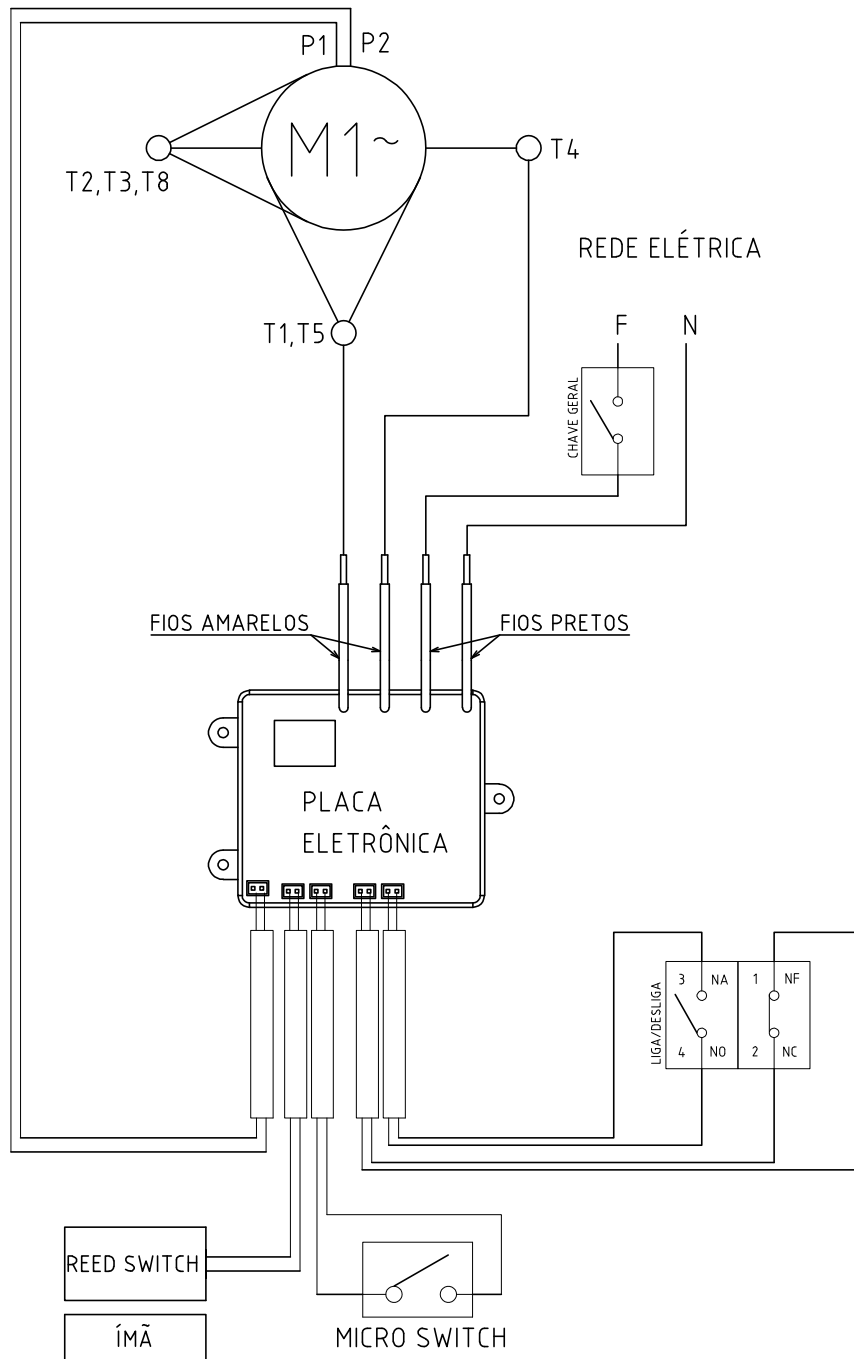 P1 P2
M1~
T2,T3,T8
T4
REDE ELÉTRICA
T1,T5
F N
CHAVE GERAL
FIOS AMARELOS
FIOS PRETOS
PLACA
ELETRÔNICA
LIGA/DESLIGA
3 NA 1 NF
4 NO 2 NC
REED SWITCH
ÍMÃ
MICRO SWITCH